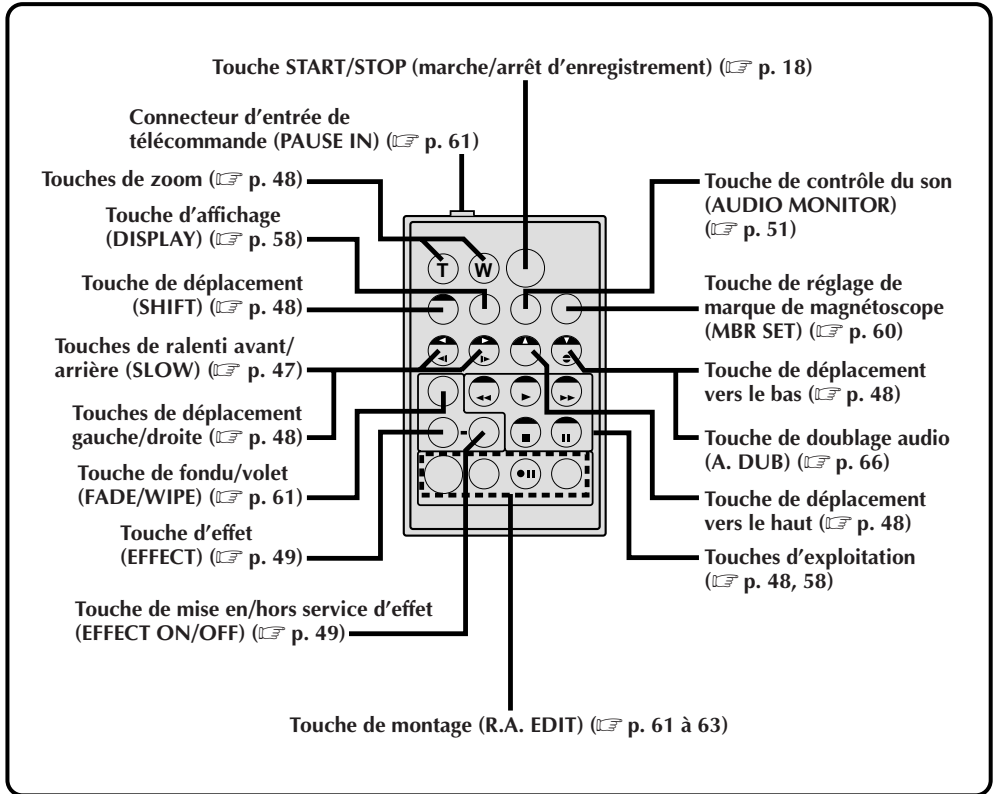 Touche START/STOP (marche/arrêt d'enregistrement) (☞ p. 18)
Connecteur d'entrée de
télécommande (PAUSE IN) (☞ p. 61)
Touches de zoom (☞ p. 48)
Touche d'affichage
(DISPLAY) (☞ p. 58)
Touche de déplacement
(SHIFT) (☞ p. 48)
Touches de ralenti avant/
arrière (SLOW) (☞ p. 47)
Touches de déplacement
gauche/droite (☞ p. 48)
Touche de fondu/volet
(FADE/WIPE) (☞ p. 61)
Touche d'effet
(EFFECT) (☞ p. 49)
Touche de mise en/hors service d'effet
(EFFECT ON/OFF) (☞ p. 49)
T W
Touche de contrôle du son
(AUDIO MONITOR)
(☞ p. 51)
Touche de réglage de
marque de magnétoscope
(MBR SET) (☞ p. 60)
Touche de déplacement
vers le bas (☞ p. 48)
Touche de doublage audio
(A. DUB) (☞ p. 66)
Touche de déplacement
vers le haut (☞ p. 48)
Touches d'exploitation
(☞ p. 48, 58)
Touche de montage (R.A. EDIT) (☞ p. 61 à 63)